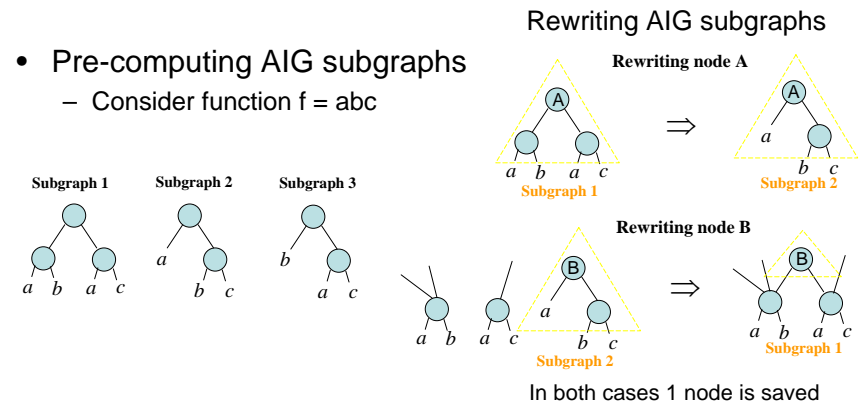 • Pre-computing AIG subgraphs
– Consider function f = abc
Subgraph 1 Subgraph 2 Subgraph 3
a b a c
a b c
b a c
Rewriting AIG subgraphs
Rewriting node A
A ⇒ A
a b a c
Subgraph 1
a b c
Subgraph 2
Rewriting node B
B ⇒ B
a b a c
a b c
Subgraph 2
a b a c
Subgraph 1
In both cases 1 node is saved